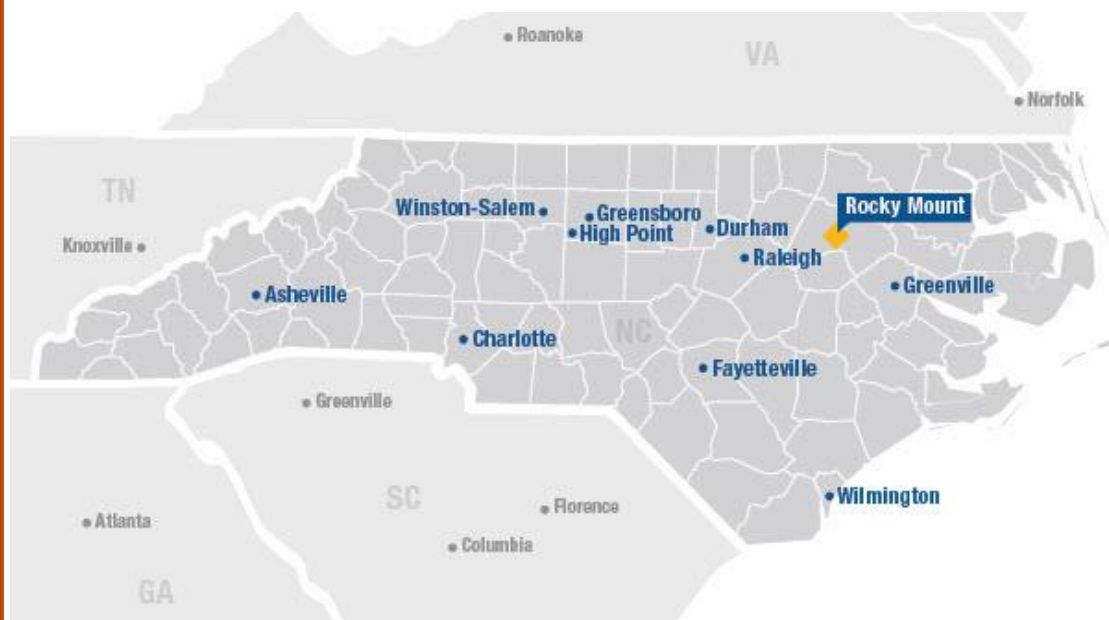 Roanoke
VA
Norfolk
TN
Winston-Salem
Greensboro
Rocky Mount
High Point
Durham
Knoxville
Raleigh
Asheville
Greenville
Charlotte
NC
Fayetteville
Greenville
SC
Florence
Wilmington
Atlanta
Columbia
GA